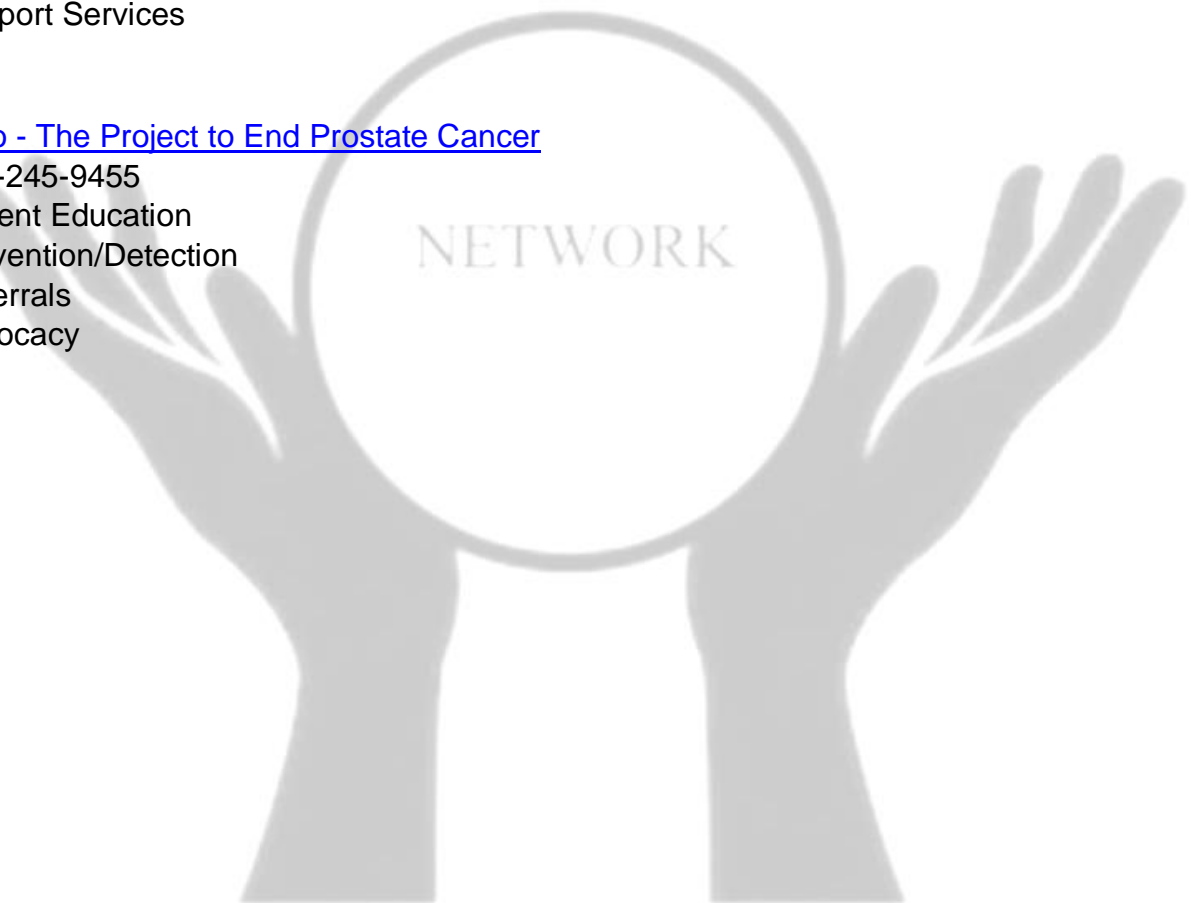 port Services
o - The Project to End Prostate Cancer
-245-9455
ent Education
vention/Detection
errals
ocacy
NETWORK